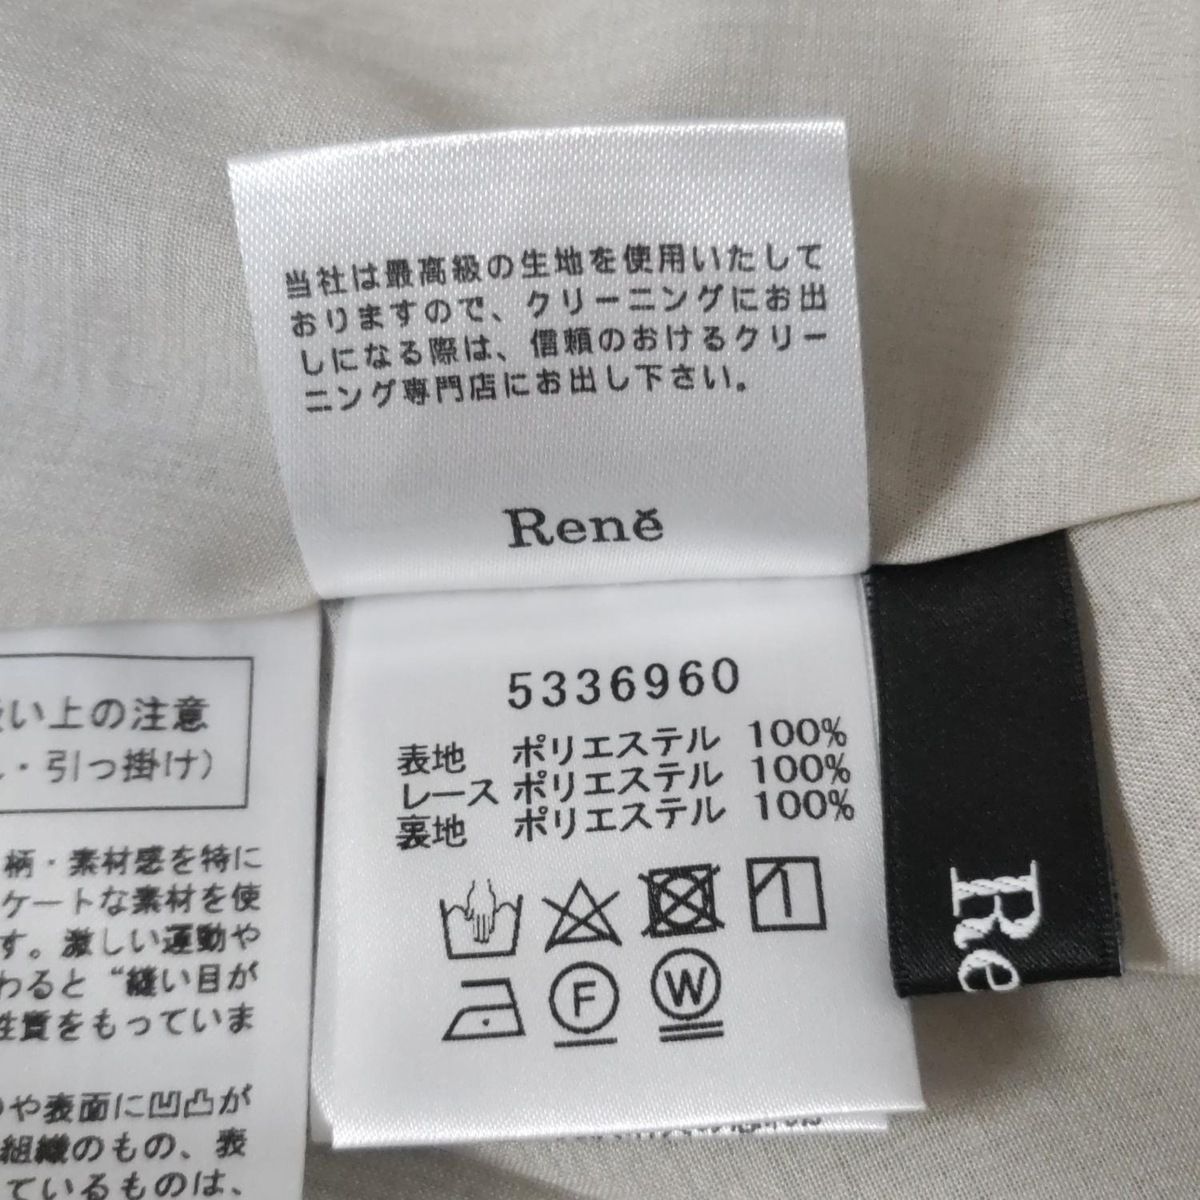 当社は最高級の生地を使用いたして
おりますので、クリーニングにお出
しになる際は、信頼のおけるクリー
ニング専門店にお出し下さい。
Reně
5336960
表地 ポリエステル 100%
レース ポリエステル 100%
裏地 ポリエステル 100%
F
W
い上の注意
・引っ掛け)
柄・素材感を特に
ケートな素材を使
す。激しい運動や
わると“縫い目が
性質をもっていま
や表面に凹凸が
組織のもの、表
ているものは、
Re